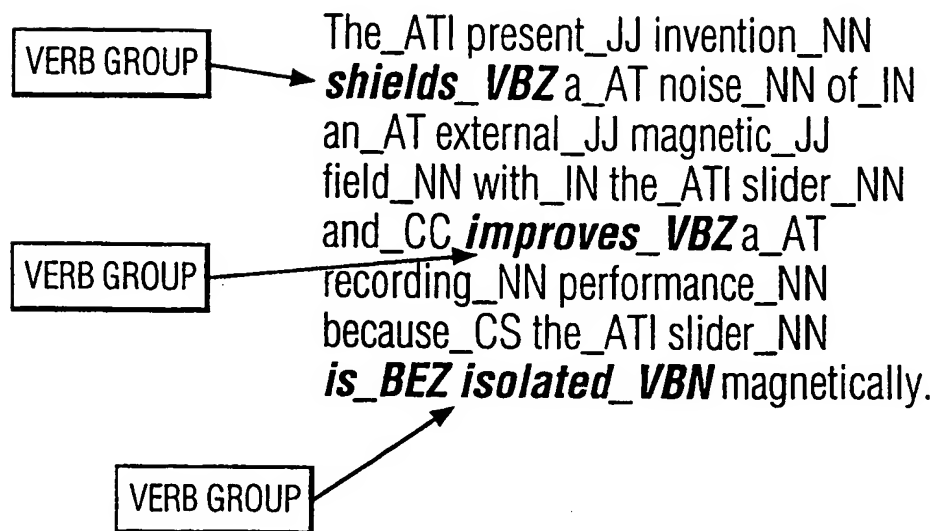 VERB GROUP
The_ATI present_JJ invention_NN
shields_VBZ a_AT noise_NN of_IN
an_AT external_JJ magnetic_JJ
field_NN with_IN the_ATI slider_NN
and_CC improves_VBZ a_AT
VERB GROUP
recording_NN performance_NN
because_CS the_ATI slider_NN
is_BEZ isolated_VBN magnetically.
VERB GROUP